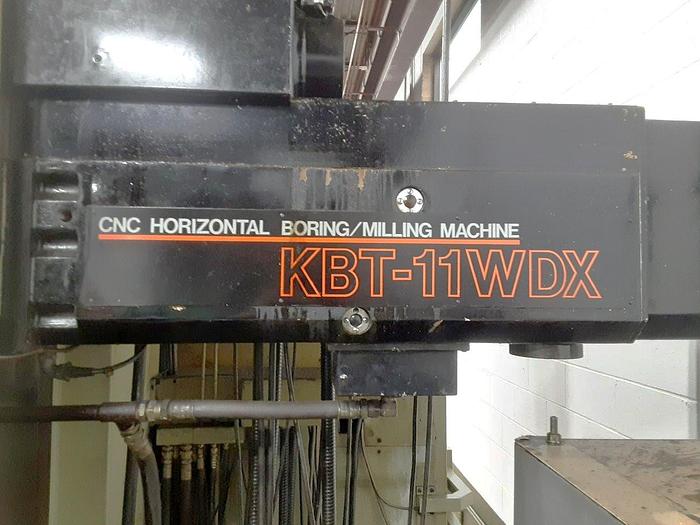 CNC HORIZONTAL BORING/MILLING MACHINE
KBT-11WDX